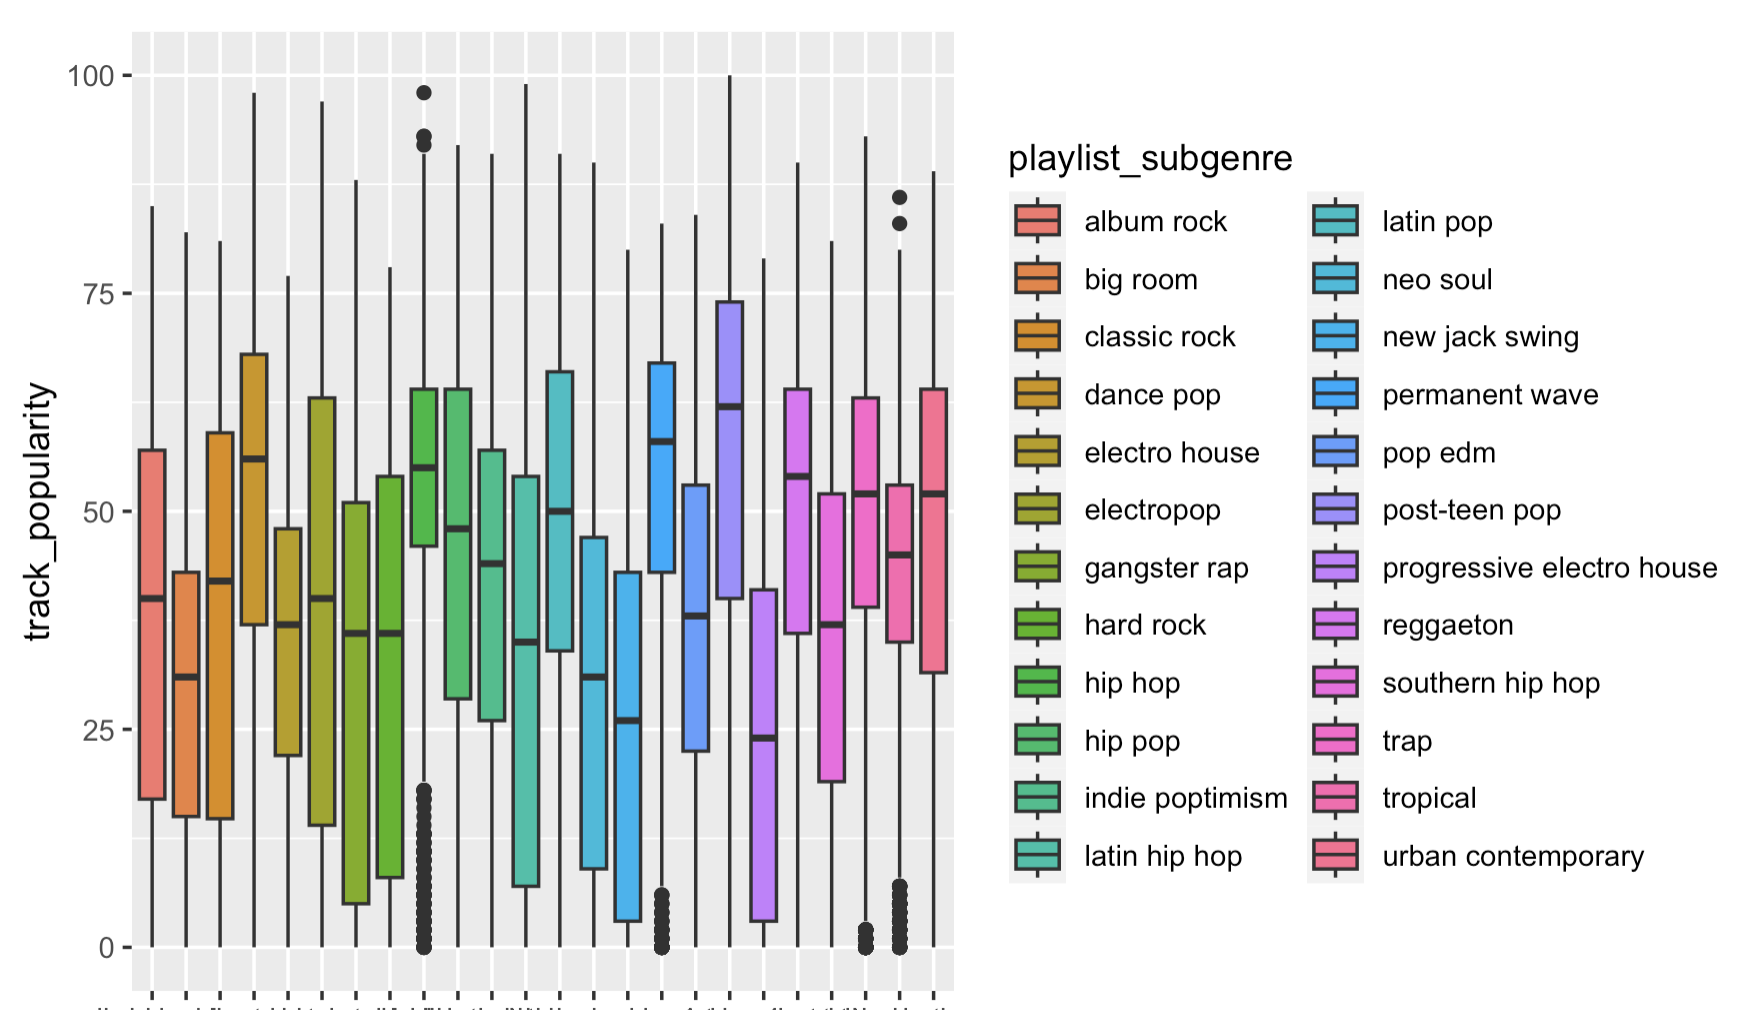 track_popularity
100
75
50
25
0
playlist_subgenre
album rock
big room
classic rock
dance pop
electro house
electropop
gangster rap
hard rock
hip hop
hip pop
indie poptimism
latin hip hop
latin pop
neo soul
new jack swing
permanent wave
pop edm
post-teen pop
progressive electro house
reggaeton
southern hip hop
trap
tropical
urban contemporary